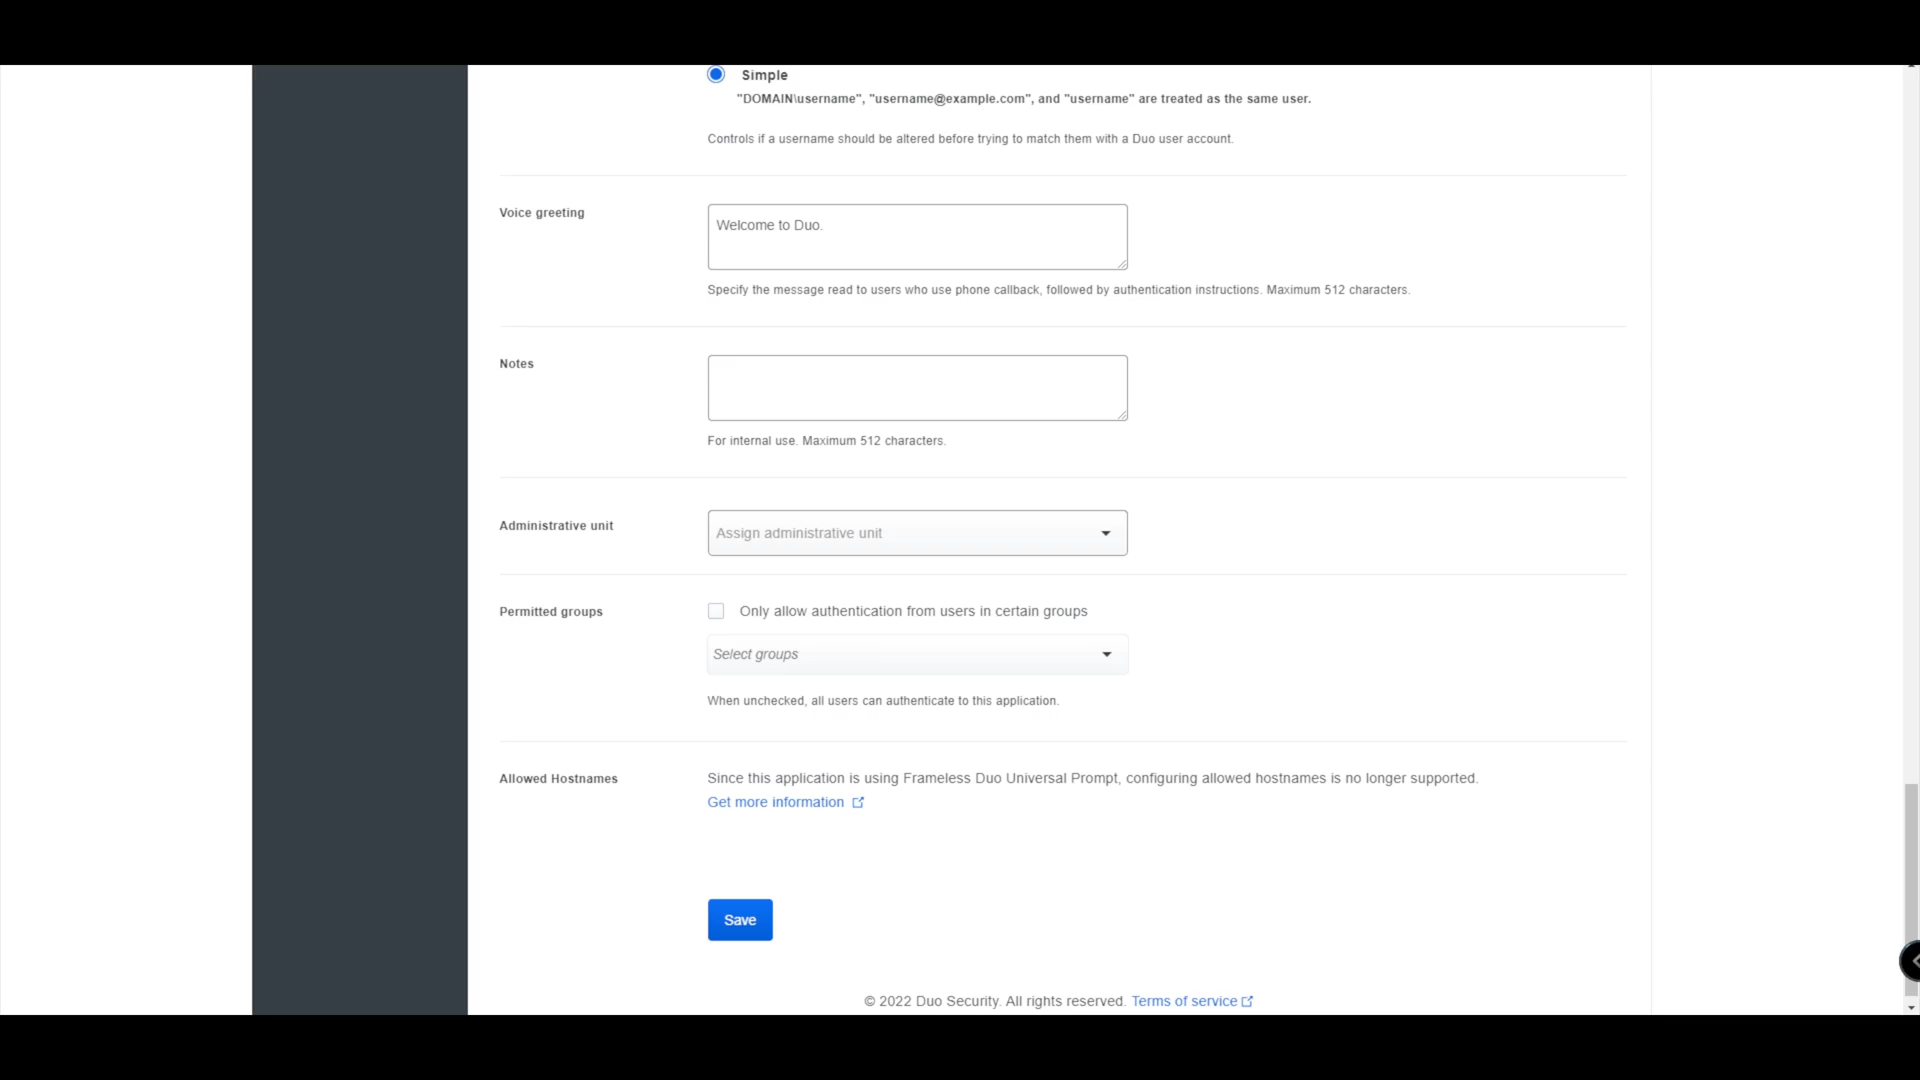 Simple
"DOMAIN\username", "username@example.com", and "username" are treated as the same user.
Controls if a username should be altered before trying to match them with a Duo user account.
Voice greeting
Welcome to Duo.
Specify the message read to users who use phone callback, followed by authentication instructions. Maximum 512 characters.
Notes
For internal use. Maximum 512 characters.
Administrative unit
Assign administrative unit
Permitted groups
Only allow authentication from users in certain groups
Select groups
When unchecked, all users can authenticate to this application.
Allowed Hostnames
Since this application is using Frameless Duo Universal Prompt, configuring allowed hostnames is no longer supported.
Get more information
Save
© 2022 Duo Security. All rights reserved. Terms of service